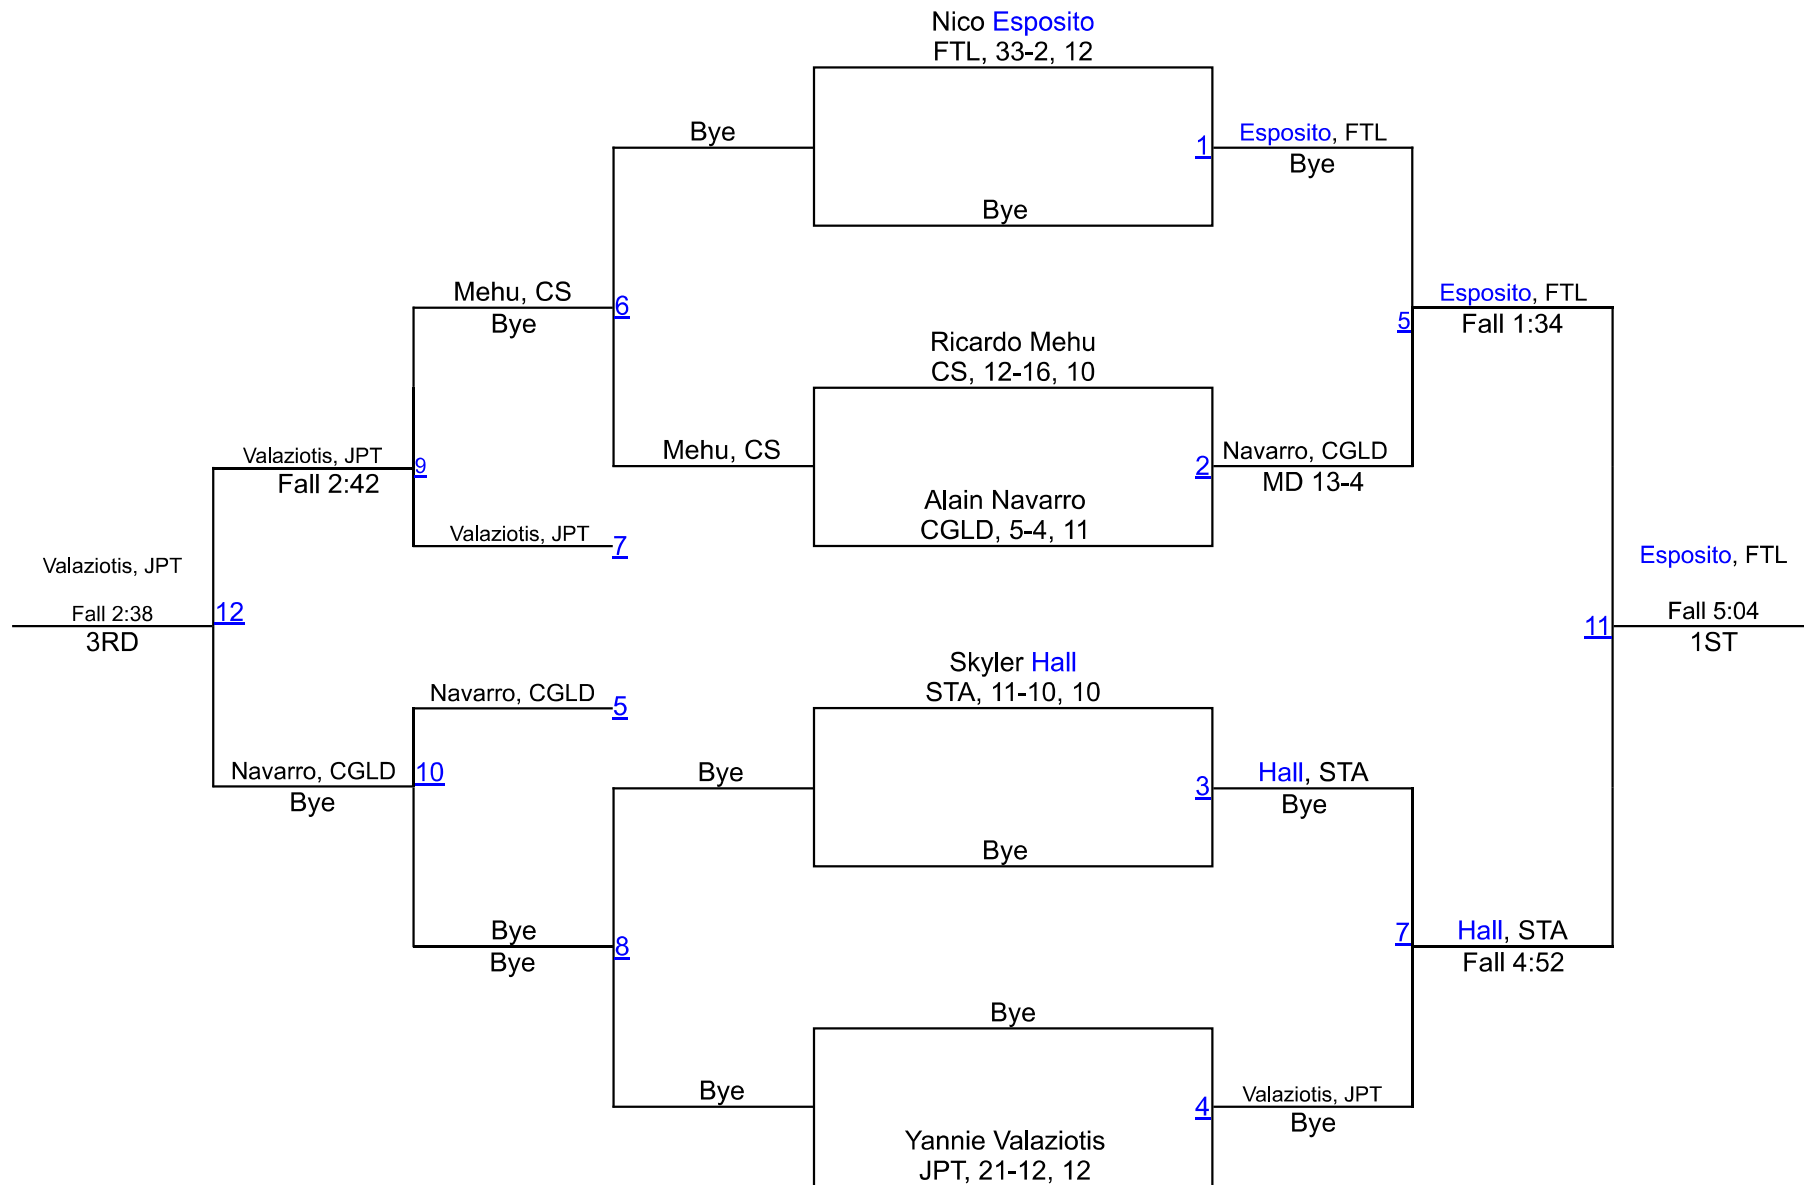 Nico Esposito
FTL, 33-2, 12
Bye
1
Esposito, FTL
Bye
Bye
Mehu, CS
Bye
6
Esposito, FTL
Fall 1:34
5
Ricardo Mehu
CS, 12-16, 10
Valaziotis, JPT
Fall 2:42
9
Mehu, CS
2
Navarro, CGLD
MD 13-4
Alain Navarro
CGLD, 5-4, 11
Valaziotis, JPT
7
Valaziotis, JPT
Fall 2:38
3RD
12
Esposito, FTL
Fall 5:04
1ST
11
Skyler Hall
STA, 11-10, 10
Navarro, CGLD
5
Navarro, CGLD
Bye
10
Bye
3
Hall, STA
Bye
Bye
Bye
Bye
8
7
Hall, STA
Fall 4:52
Bye
Bye
4
Valaziotis, JPT
Bye
Yannie Valaziotis
JPT, 21-12, 12